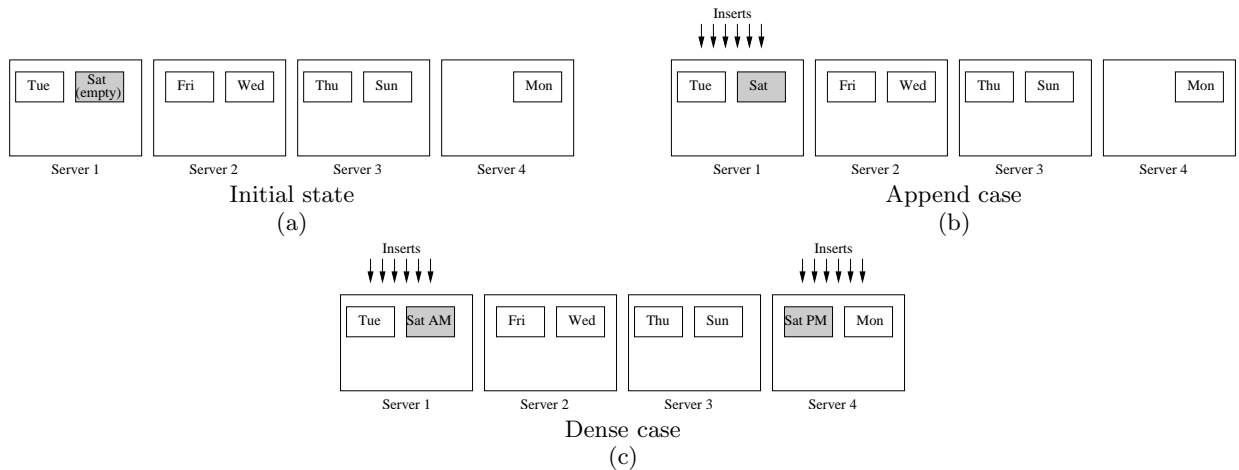 Tue
Sat
(empty)
Fri
Wed
Thu
Sun
Mon
Server 1
Server 2
Server 3
Server 4
Initial state
(a)
Inserts
Tue
Sat
Fri
Wed
Thu
Sun
Mon
Server 1
Server 2
Server 3
Server 4
Append case
(b)
Inserts
Inserts
Tue
Sat AM
Fri
Wed
Thu
Sun
Sat PM
Mon
Server 1
Server 2
Server 3
Server 4
Dense case
(c)